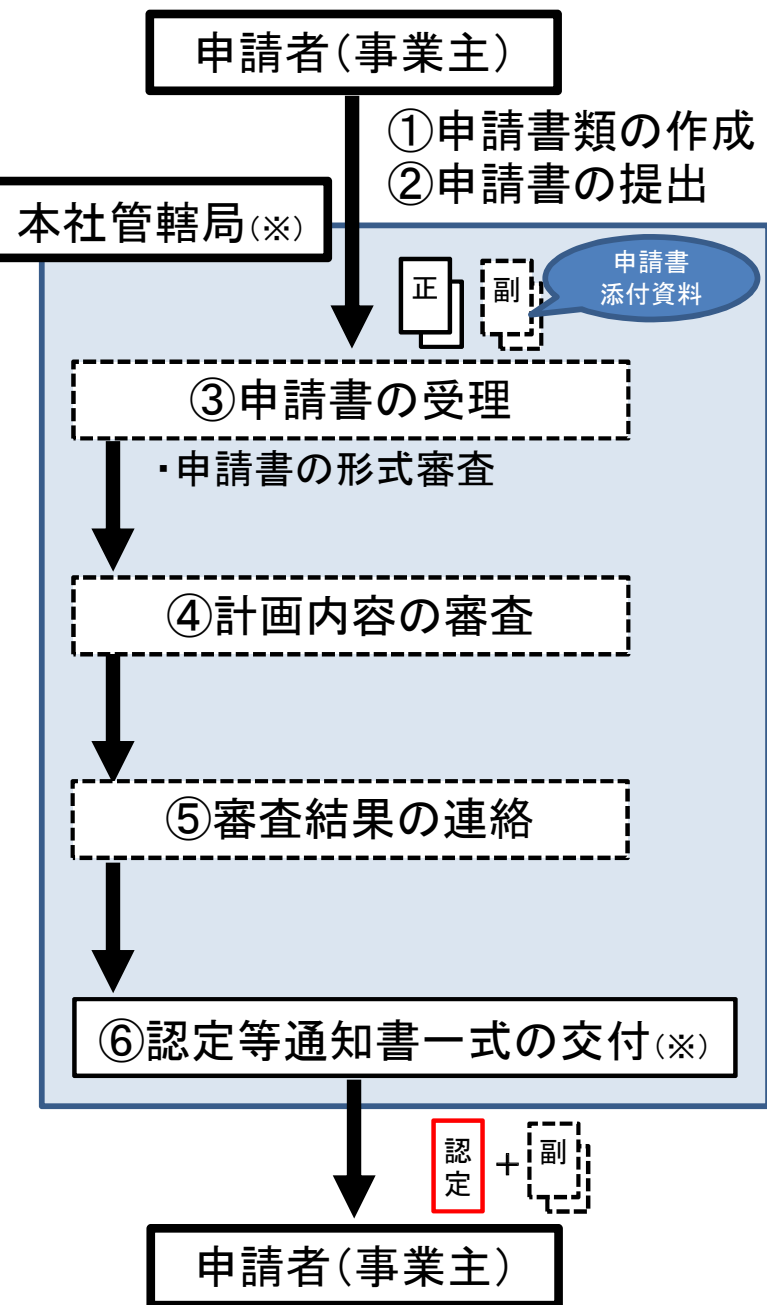 申請者(事業主)
①申請書類の作成
②申請書の提出
本社管轄局(※)
正
副
申請書
添付資料
③申請書の受理
・申請書の形式審査
④計画内容の審査
⑤審査結果の連絡
⑥認定等通知書一式の交付(※)
認定
+
副
申請者(事業主)